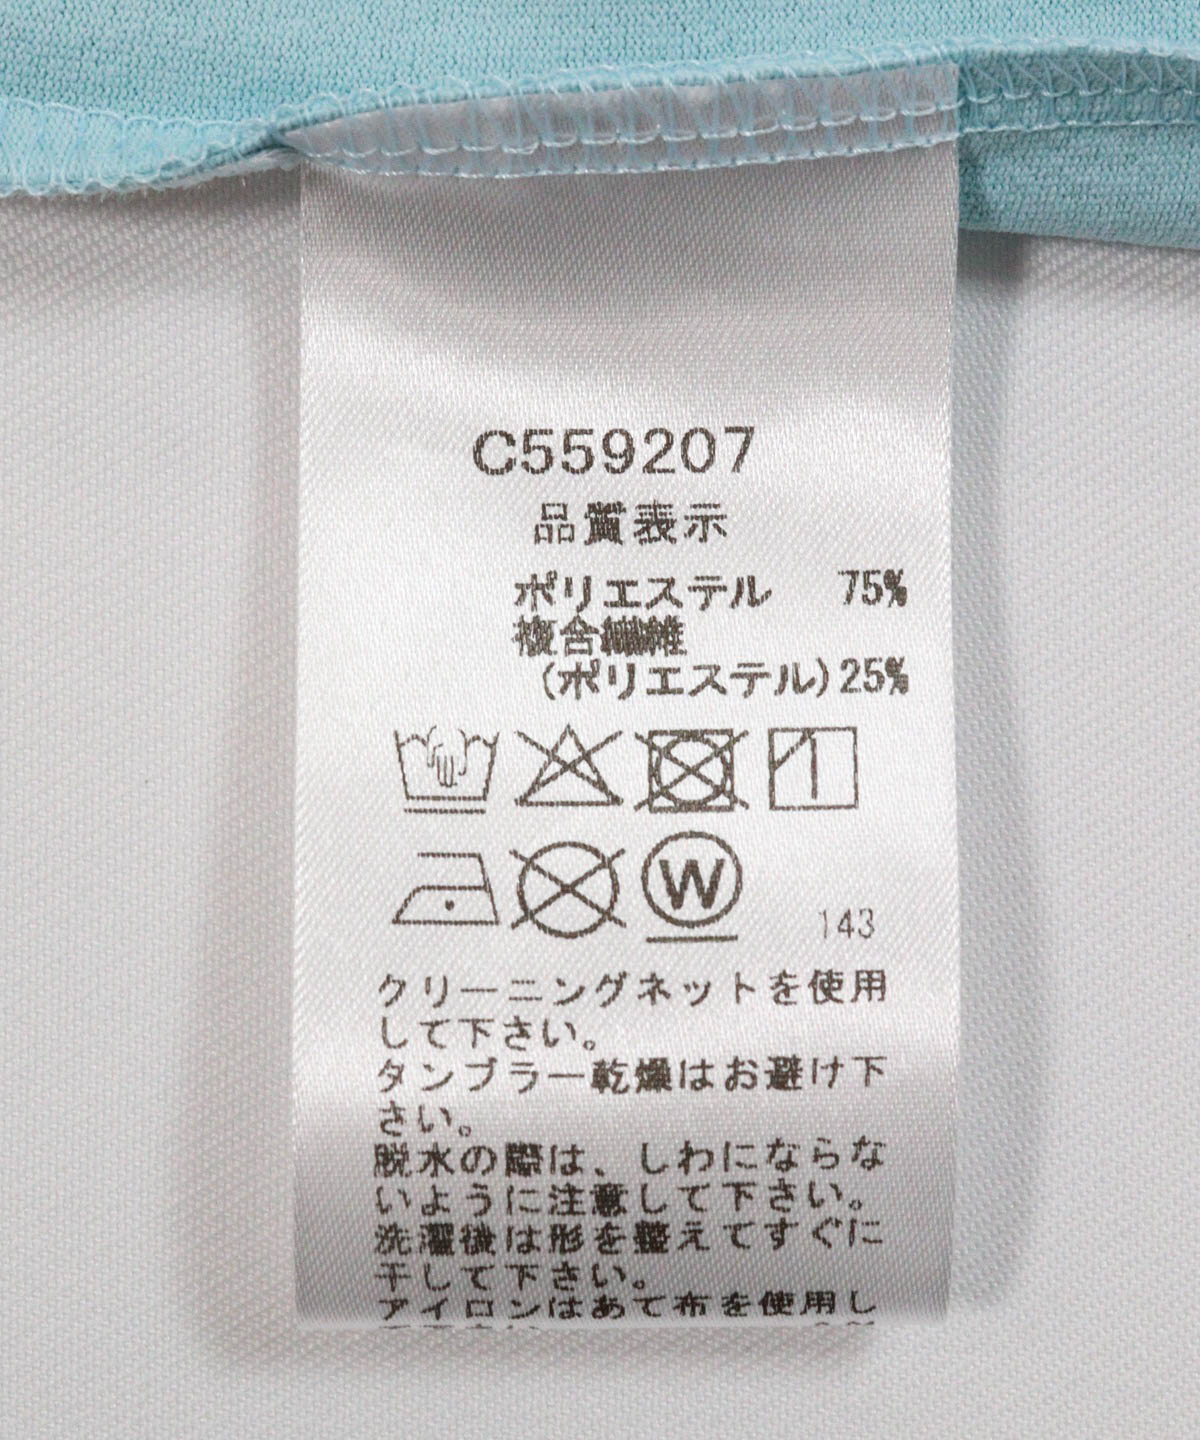 C559207
品質表示
ポリエステル 75%
複合繊維
(ポリエステル)25%
W
143
クリーニングネットを使用
して下さい。
タンブラー乾燥はお避け下
さい。
脱水の際は、しわにならな
いように注意して下さい。
洗濯後は形を整えてすぐに
干して下さい。
アイロンはあて布を使用し